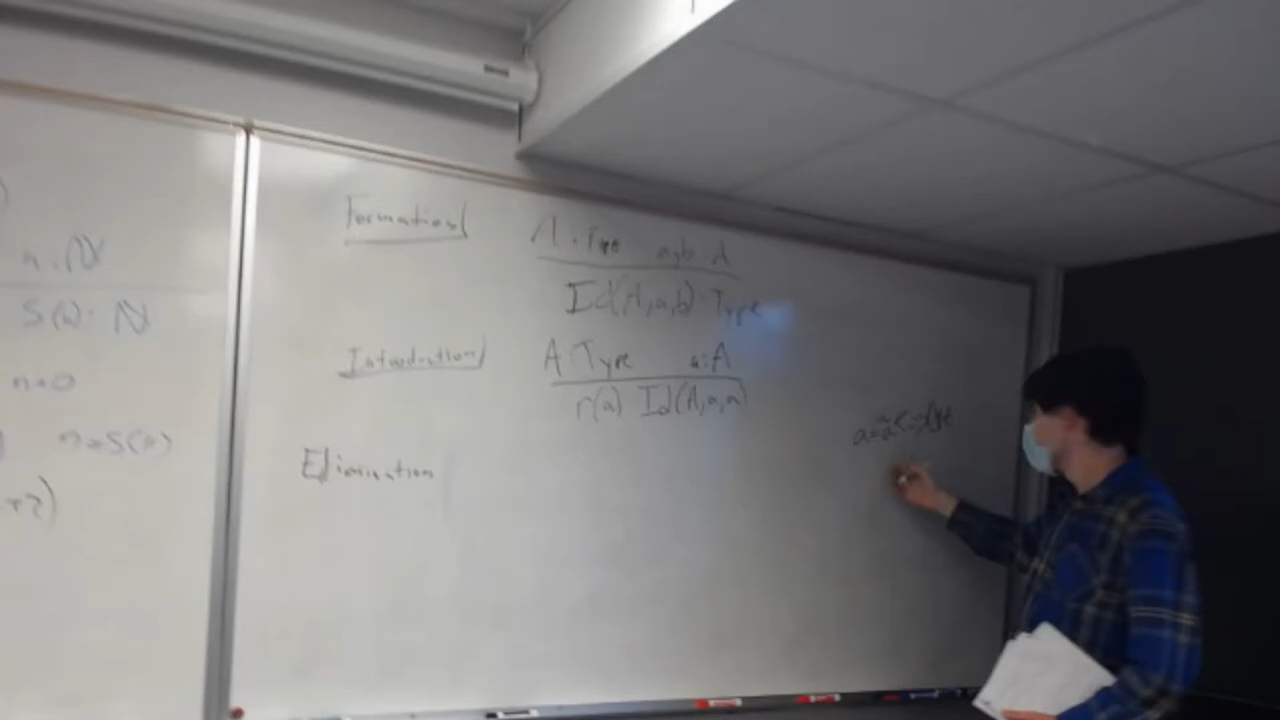 n : ℕ
S(n) : ℕ
n=0
n=S(n)
Formation
A : Type a,b : A
Id(A,a,b) : Type
Introduction
A : Type a : A
r(a) Id(A,a,a)
Elimination